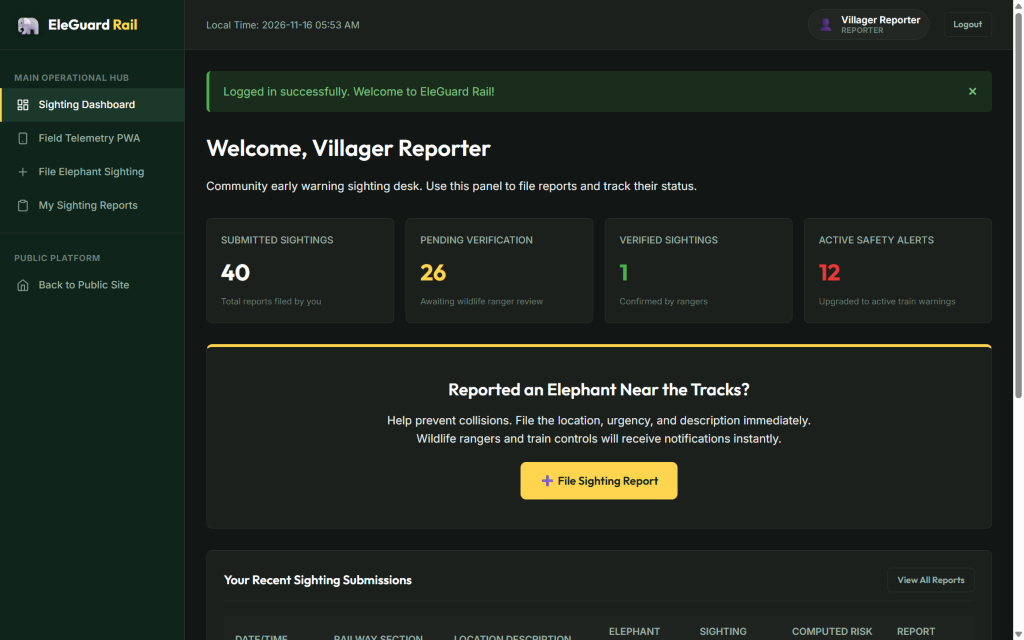 EleGuard Rail
Local Time: 2026-11-16 05:53 AM
Villager Reporter
REPORTER
Logout
MAIN OPERATIONAL HUB
Sighting Dashboard
Field Telemetry PWA
File Elephant Sighting
My Sighting Reports
PUBLIC PLATFORM
Back to Public Site
Logged in successfully. Welcome to EleGuard Rail!
×
Welcome, Villager Reporter
Community early warning sighting desk. Use this panel to file reports and track their status.
SUBMITTED SIGHTINGS
40
Total reports filed by you
PENDING VERIFICATION
26
Awaiting wildlife ranger review
VERIFIED SIGHTINGS
1
Confirmed by rangers
ACTIVE SAFETY ALERTS
12
Upgraded to active train warnings
Reported an Elephant Near the Tracks?
Help prevent collisions. File the location, urgency, and description immediately.
Wildlife rangers and train controls will receive notifications instantly.
File Sighting Report
Your Recent Sighting Submissions
View All Reports
DATE/TIME RAILWAY SECTION LOCATION DESCRIPTION ELEPHANT SIGHTING COMPUTED RISK REPORT